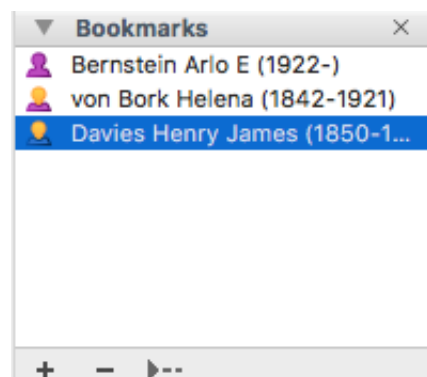 Bookmarks
Bernstein Arlo E (1922-)
von Bork Helena (1842-1921)
Davies Henry James (1850-1...